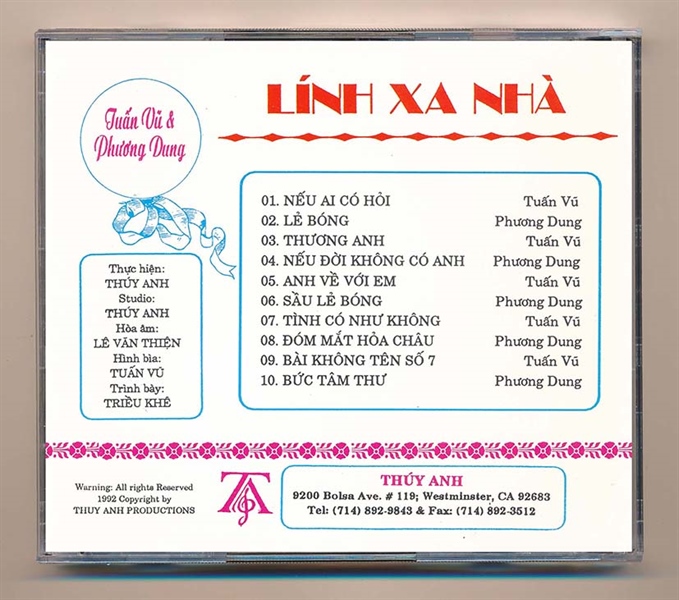 LÍNH XA NHÀ
Tuấn Vũ &
Phương Dung
01. NẾU AI CÓ HỎI Tuấn Vũ
02. LẺ BÓNG Phương Dung
03. THƯƠNG ANH Tuấn Vũ
04. NẾU ĐỜI KHÔNG CÓ ANH Phương Dung
05. ANH VỀ VỚI EM Tuấn Vũ
06. SẦU LẺ BÓNG Phương Dung
07. TÌNH CÓ NHƯ KHÔNG Tuấn Vũ
08. ĐÓM MẮT HỎA CHÂU Phương Dung
09. BÀI KHÔNG TÊN SỐ 7 Tuấn Vũ
10. BỨC TÂM THƯ Phương Dung
Thực hiện:
THÚY ANH
Studio:
THÚY ANH
Hòa âm:
LÊ VĂN THIỆN
Hình bìa:
TUẤN VŨ
Trình bày:
TRIỀU KHÊ
Warning: All rights Reserved
1992 Copyright by
THUY ANH PRODUCTIONS
TA
THÚY ANH
9200 Bolsa Ave. # 119; Westminster, CA 92683
Tel: (714) 892-9843 & Fax: (714) 892-3512